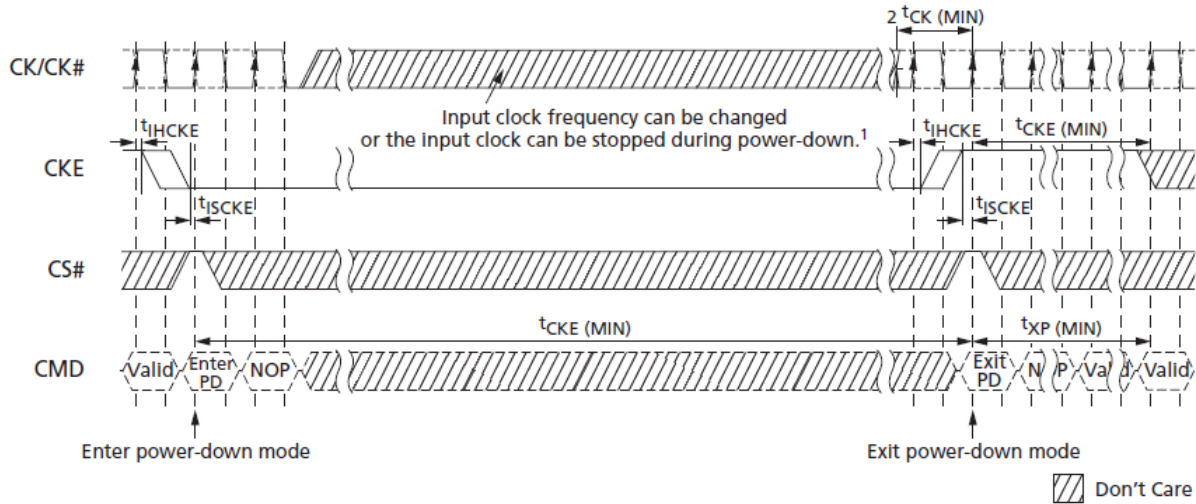 2 tCK (MIN)
CK/CK#
Input clock frequency can be changed
or the input clock can be stopped during power-down.1
tIHCKE
tIHCKE
tCKE (MIN)
CKE
tISCKE
tISCKE
CS#
tCKE (MIN)
tXP (MIN)
CMD
Valid
Enter PD
NOP
Exit PD
N P
Va d
Valid
Enter power-down mode
Exit power-down mode
Don't Care